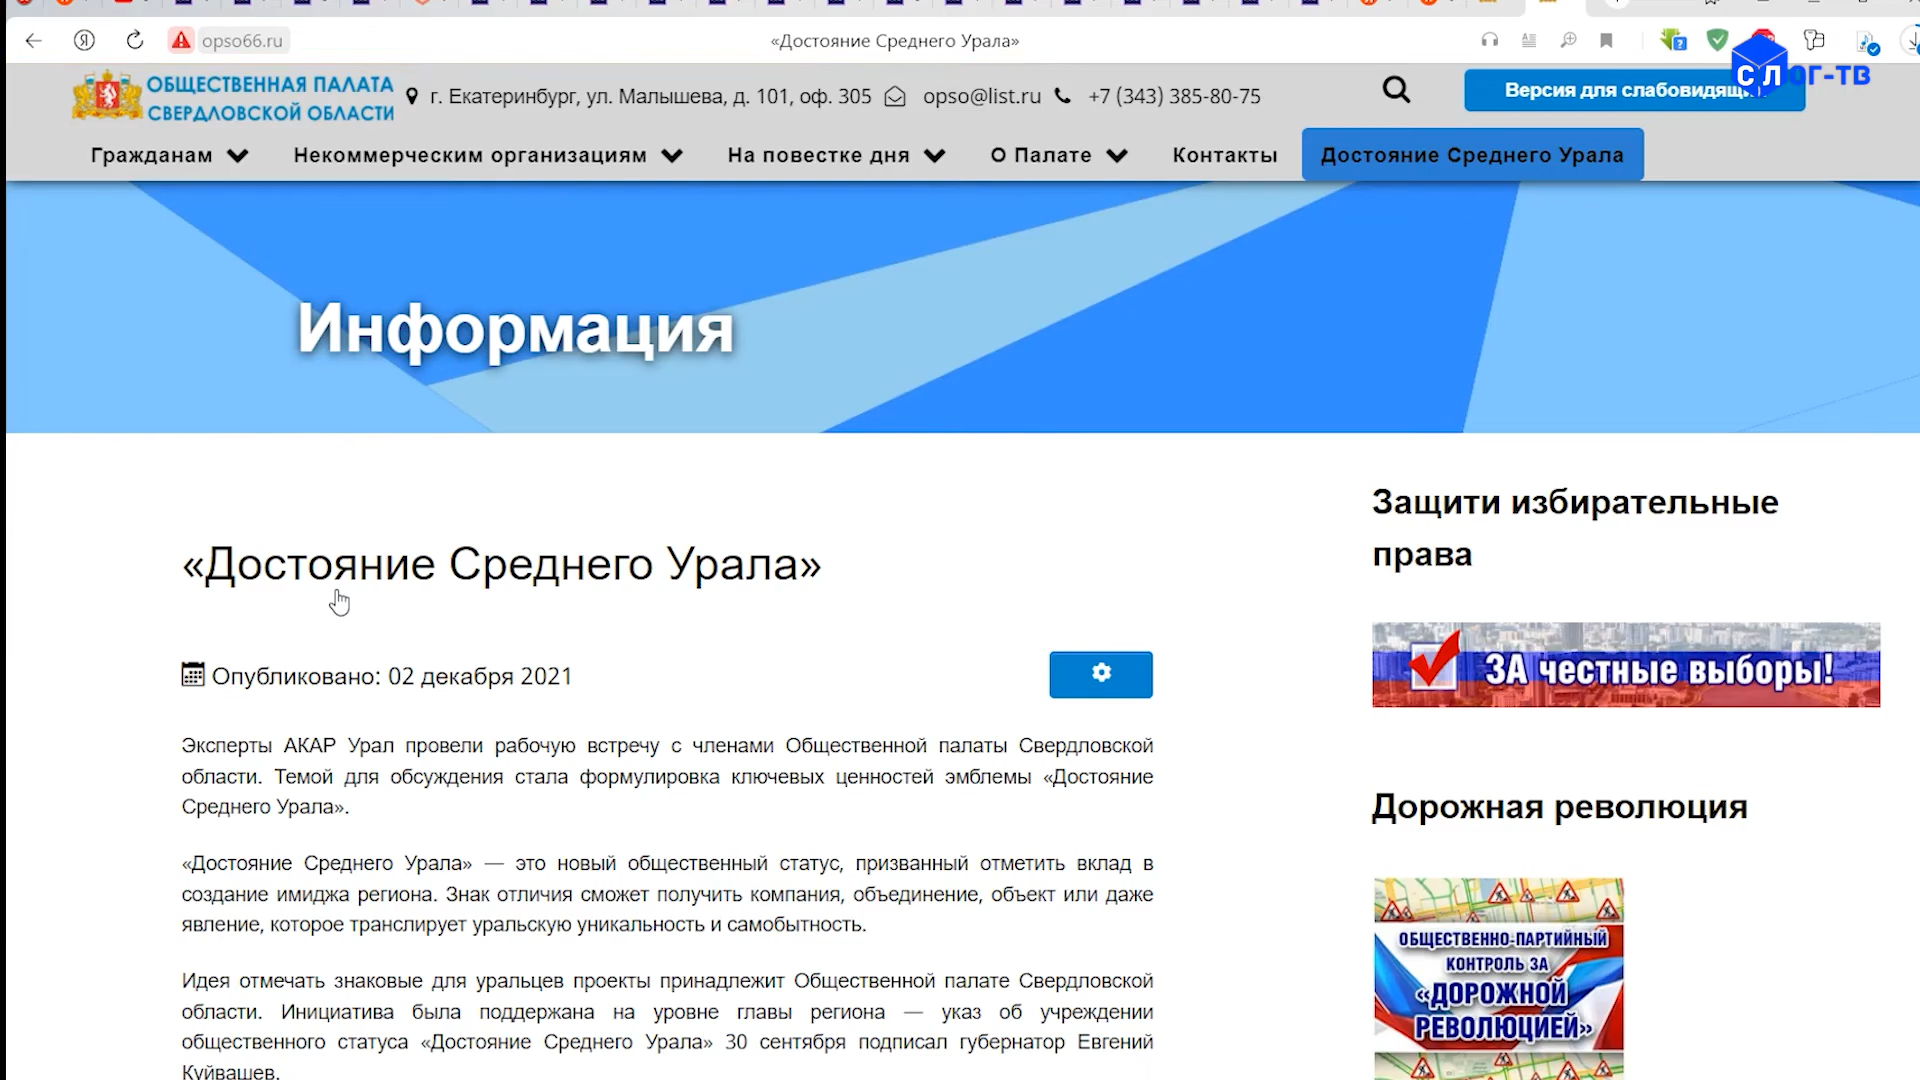 opso66.ru
«Достояние Среднего Урала»
СЛОГ-ТВ
ОБЩЕСТВЕННАЯ ПАЛАТА
СВЕРДЛОВСКОЙ ОБЛАСТИ
г. Екатеринбург, ул. Малышева, д. 101, оф. 305
opso@list.ru
+7 (343) 385-80-75
Версия для слабовидящи
Гражданам
Некоммерческим организациям
На повестке дня
О Палате
Контакты
Достояние Среднего Урала
Информация
«Достояние Среднего Урала»
Опубликовано: 02 декабря 2021
Эксперты АКАР Урал провели рабочую встречу с членами Общественной палаты Свердловской
области. Темой для обсуждения стала формулировка ключевых ценностей эмблемы «Достояние
Среднего Урала».
«Достояние Среднего Урала» — это новый общественный статус, призванный отметить вклад в
создание имиджа региона. Знак отличия сможет получить компания, объединение, объект или даже
явление, которое транслирует уральскую уникальность и самобытность.
Идея отмечать знаковые для уральцев проекты принадлежит Общественной палате Свердловской
области. Инициатива была поддержана на уровне главы региона — указ об учреждении
общественного статуса «Достояние Среднего Урала» 30 сентября подписал губернатор Евгений
Куйвашев.
Защити избирательные
права
ЗА честные выборы!
Дорожная революция
ОБЩЕСТВЕННО-ПАРТИЙНЫЙ
КОНТРОЛЬ ЗА
«ДОРОЖНОЙ
РЕВОЛЮЦИЕЙ»